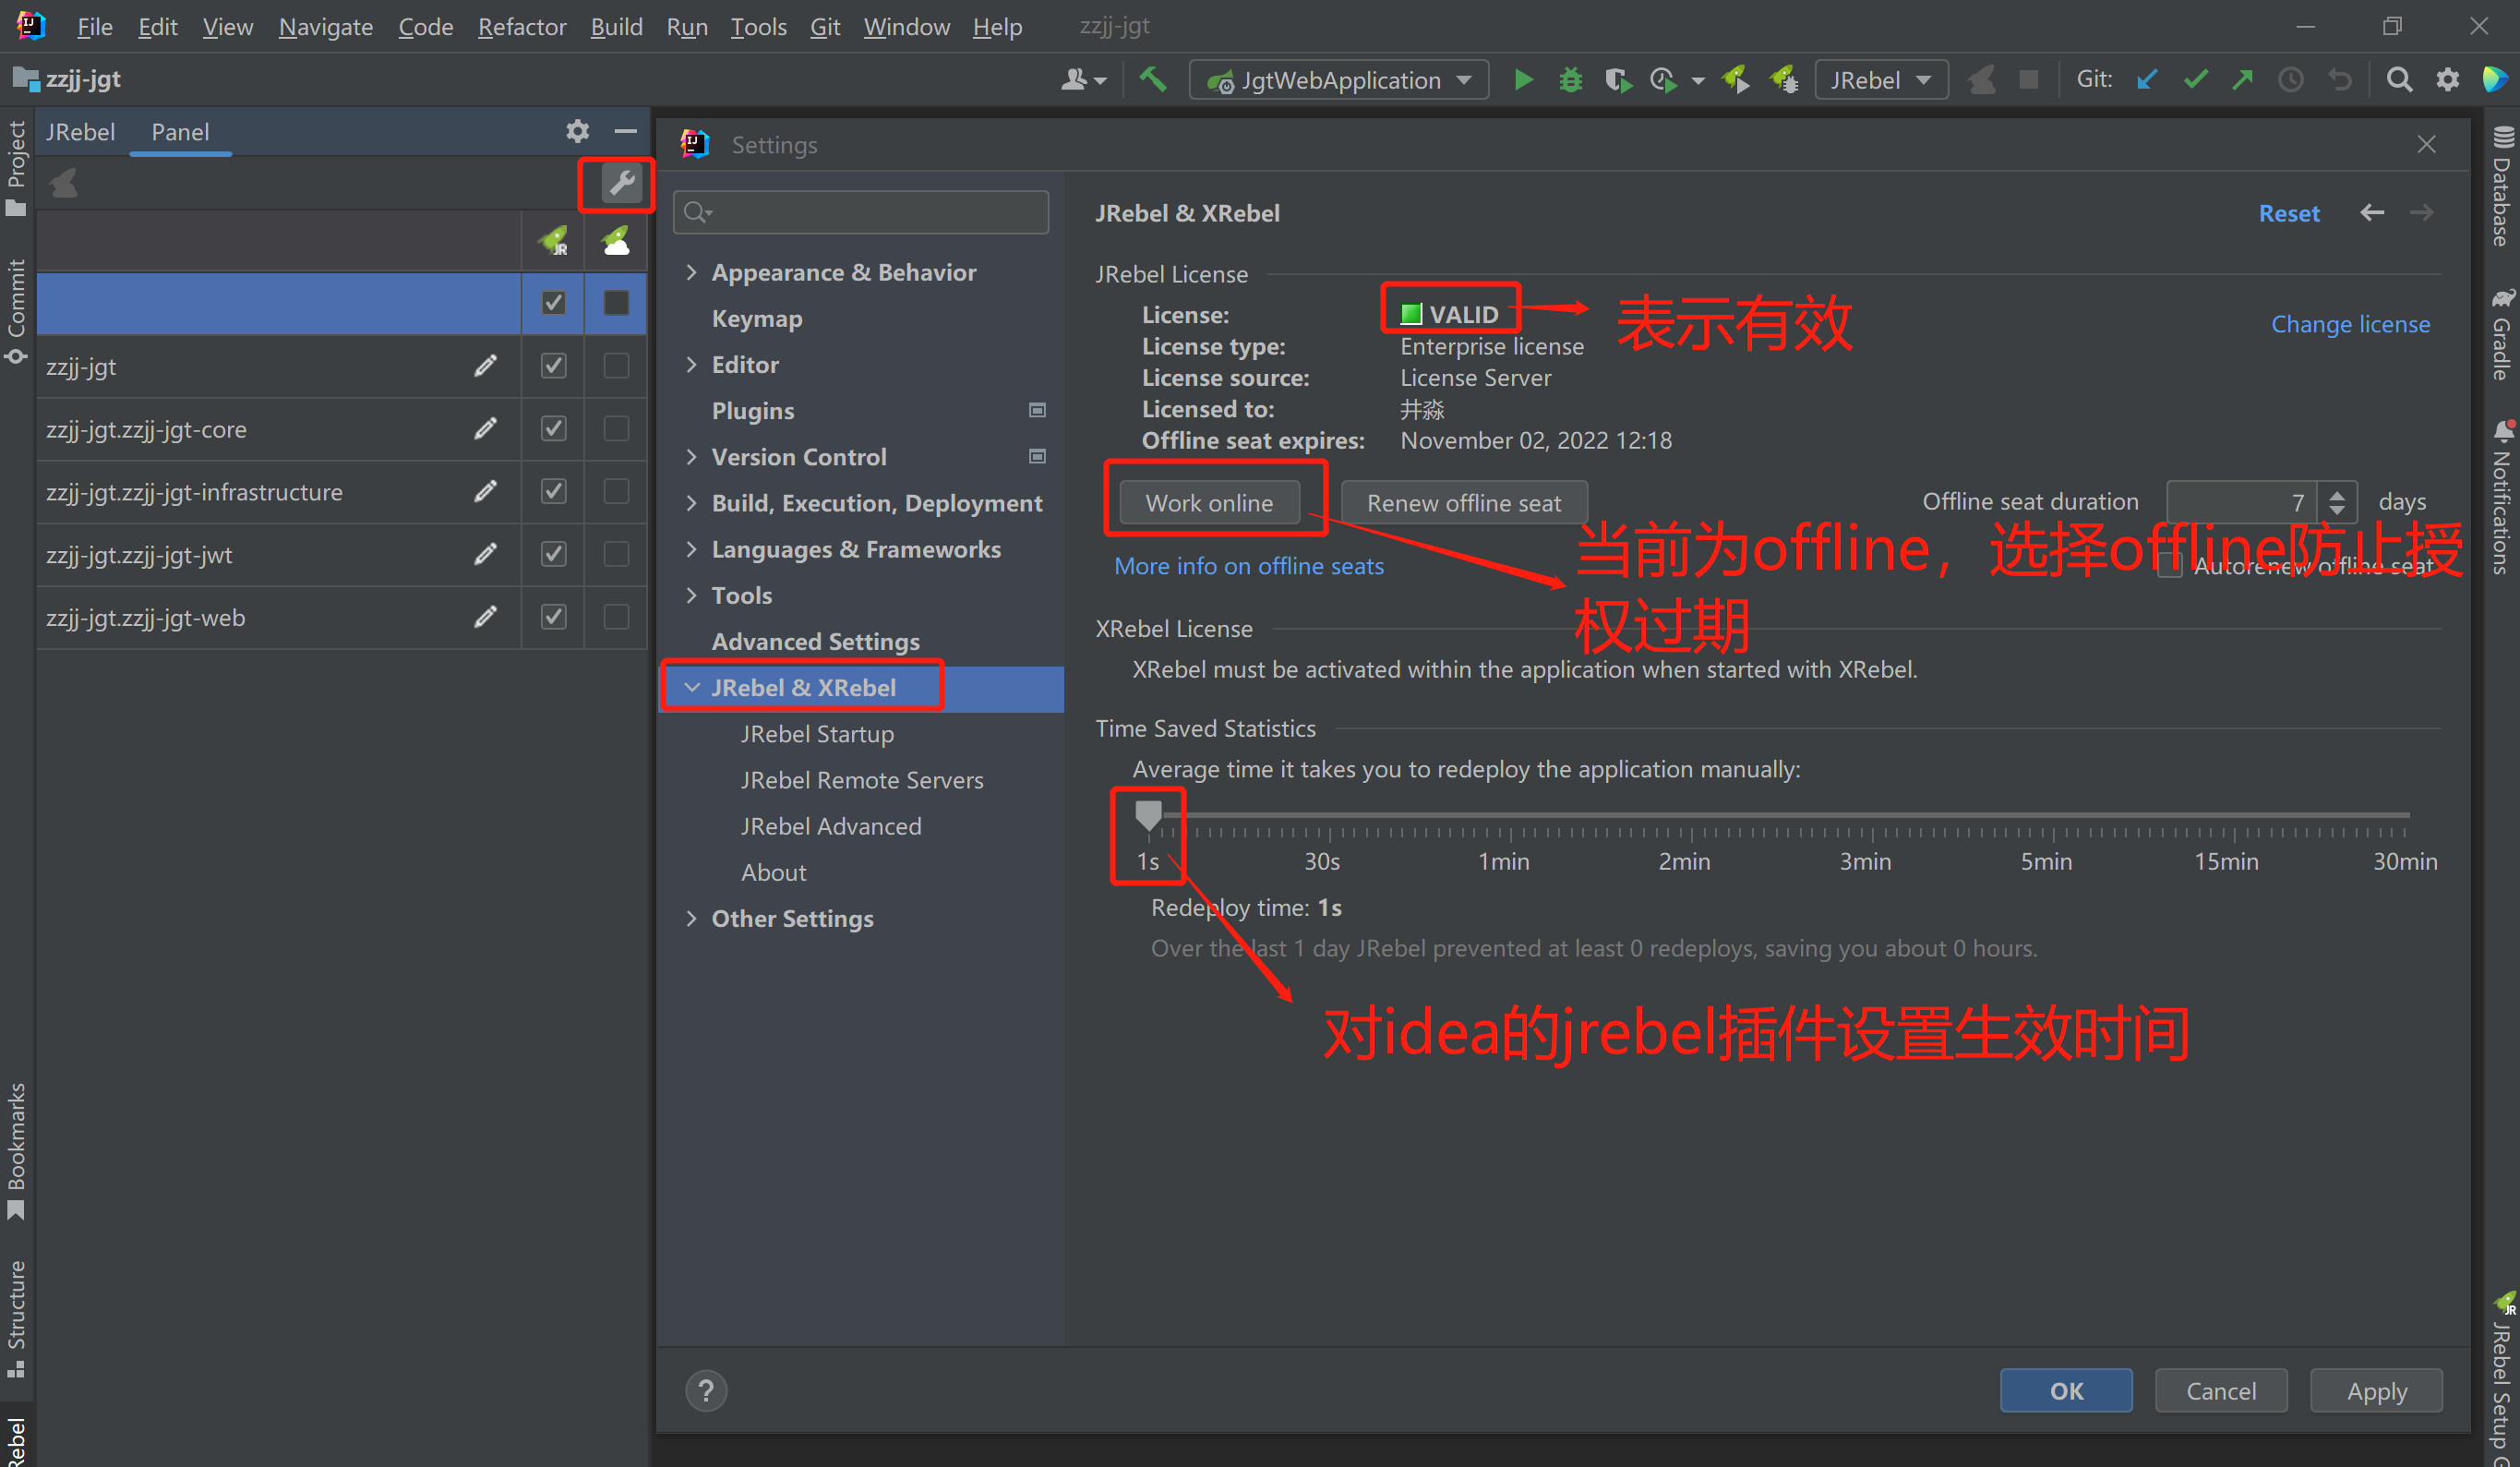 File Edit View Navigate Code Refactor Build Run Tools Git Window Help zzjj-jgt
zzjj-jgt
JgtWebApplication
JRebel
Git:
Project
Commit
Bookmarks
Structure
Rebel
JRebel Panel
JR
zzjj-jgt
zzjj-jgt.zzjj-jgt-core
zzjj-jgt.zzjj-jgt-infrastructure
zzjj-jgt.zzjj-jgt-jwt
zzjj-jgt.zzjj-jgt-web
Settings
Appearance & Behavior
Keymap
Editor
Plugins
Version Control
Build, Execution, Deployment
Languages & Frameworks
Tools
Advanced Settings
JRebel & XRebel
JRebel Startup
JRebel Remote Servers
JRebel Advanced
About
Other Settings
JRebel & XRebel
Reset
JRebel License
License: VALID
表示有效
Change license
License type: Enterprise license
License source: License Server
Licensed to: 井淼
Offline seat expires: November 02, 2022 12:18
Work online Renew offline seat Offline seat duration 7 days
More info on offline seats
Autorenew offline seat
当前为offline，选择offline防止授
权过期
XRebel License
XRebel must be activated within the application when started with XRebel.
Time Saved Statistics
Average time it takes you to redeploy the application manually:
1s 30s 1min 2min 3min 5min 15min 30min
Redeploy time: 1s
Over the last 1 day JRebel prevented at least 0 redeploys, saving you about 0 hours.
对idea的jrebel插件设置生效时间
?
OK Cancel Apply
Database
Gradle
Notifications
JR
JRebel Setup G